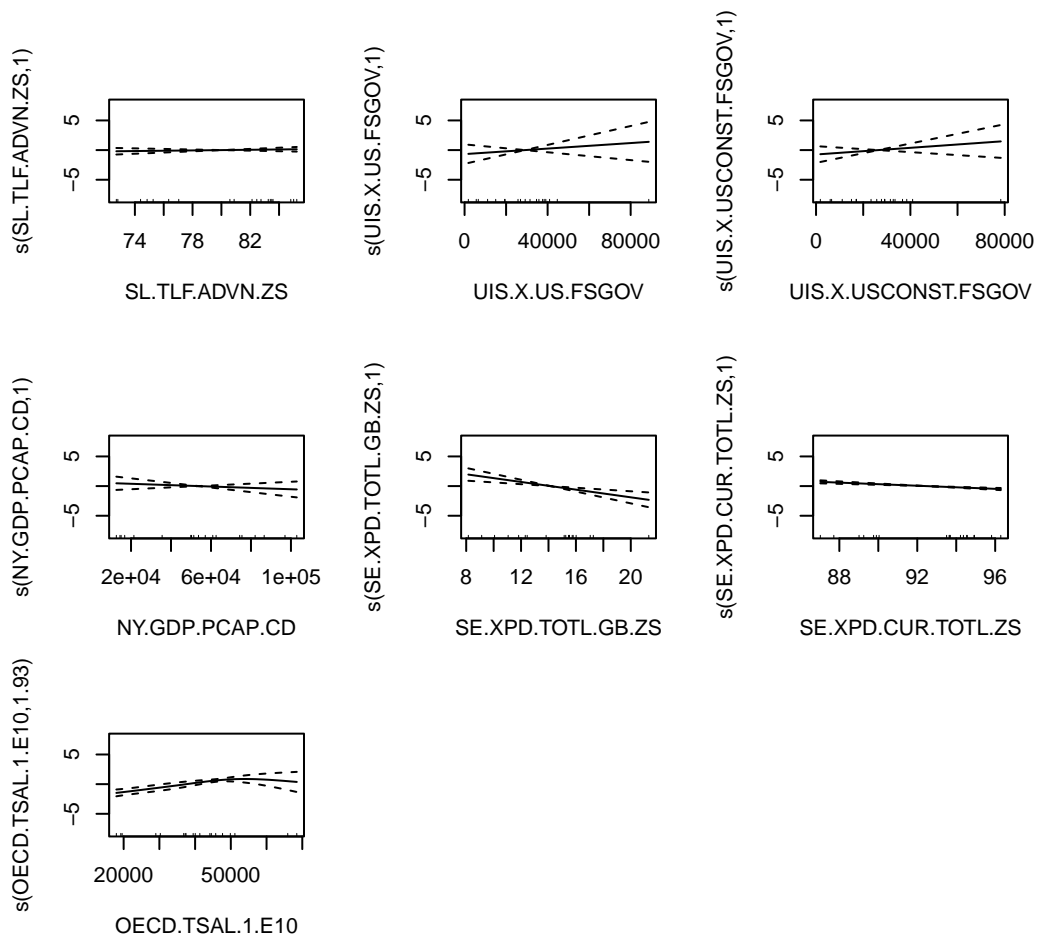 s(SL.TLF.ADVN.ZS,1)
5
−5
74 78 82
SL.TLF.ADVN.ZS
s(UIS.X.US.FSGOV,1)
5
−5
0 40000 80000
UIS.X.US.FSGOV
s(UIS.X.USCONST.FSGOV,1)
5
−5
0 40000 80000
UIS.X.USCONST.FSGOV
s(NY.GDP.PCAP.CD,1)
5
−5
2e+04 6e+04 1e+05
NY.GDP.PCAP.CD
s(SE.XPD.TOTL.GB.ZS,1)
5
−5
8 12 16 20
SE.XPD.TOTL.GB.ZS
s(SE.XPD.CUR.TOTL.ZS,1)
5
−5
88 92 96
SE.XPD.CUR.TOTL.ZS
s(OECD.TSAL.1.E10,1.93)
5
−5
20000 50000
OECD.TSAL.1.E10